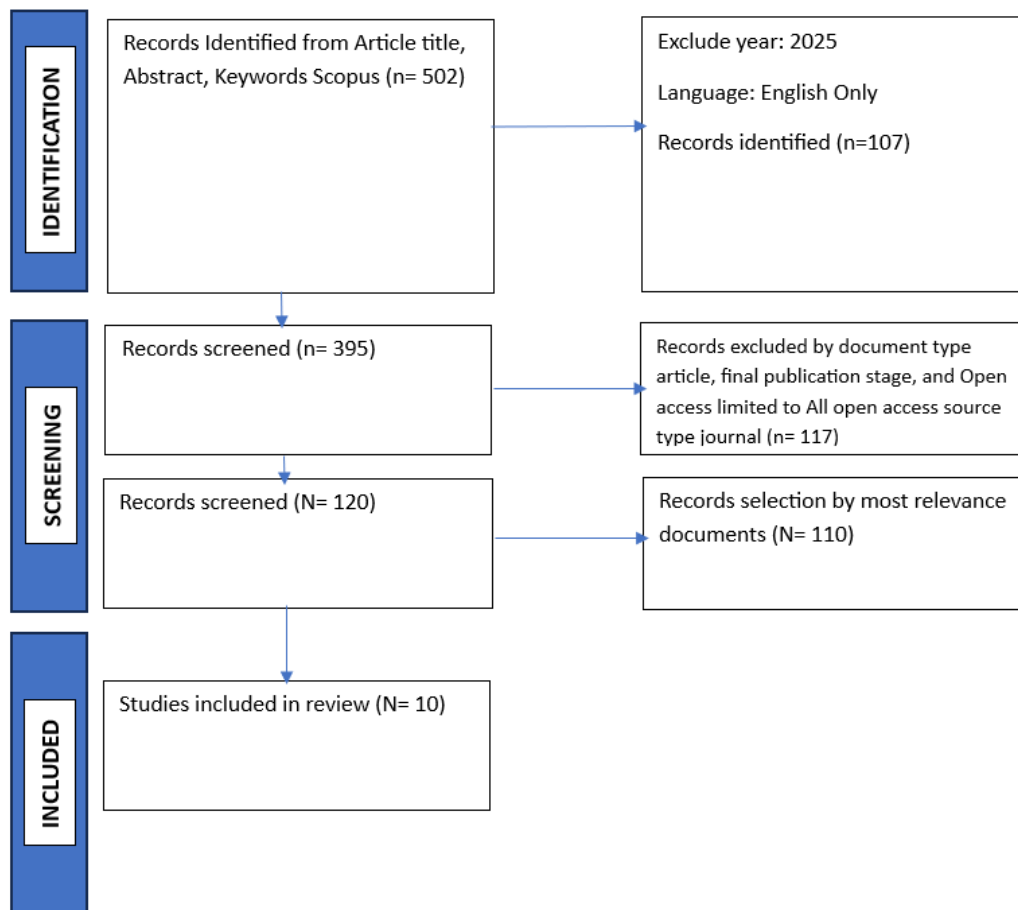 IDENTIFICATION
Records Identified from Article title,
Abstract, Keywords Scopus (n= 502)
Exclude year: 2025
Language: English Only
Records identified (n=107)
SCREENING
Records screened (n= 395)
Records excluded by document type
article, final publication stage, and Open
access limited to All open access source
type journal (n= 117)
Records screened (N= 120)
Records selection by most relevance
documents (N= 110)
INCLUDED
Studies included in review (N= 10)